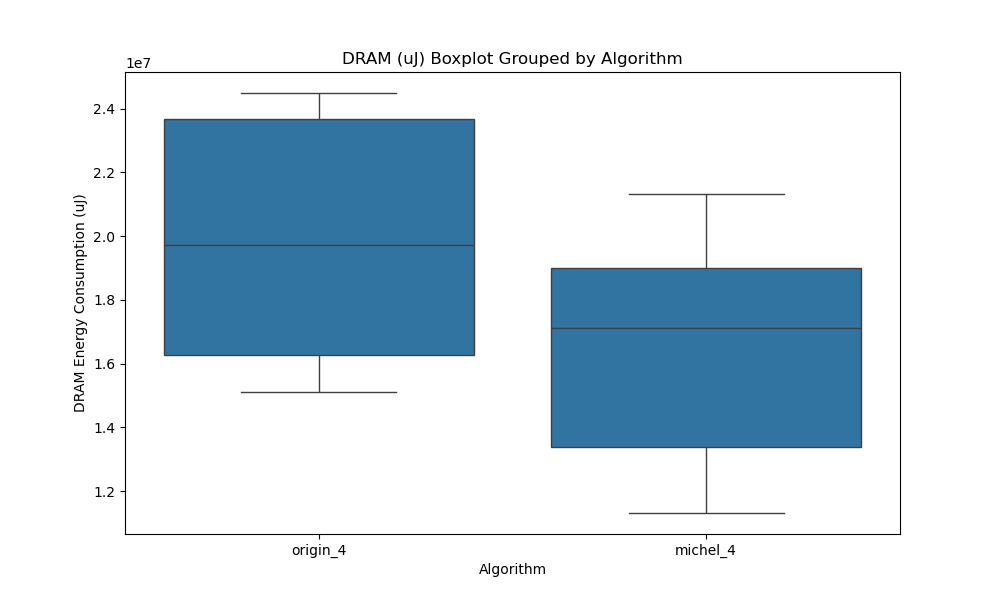 DRAM (uJ) Boxplot Grouped by Algorithm
1e7
2.4
2.2
2.0
1.8
1.6
1.4
1.2
DRAM Energy Consumption (uJ)
origin_4
michel_4
Algorithm